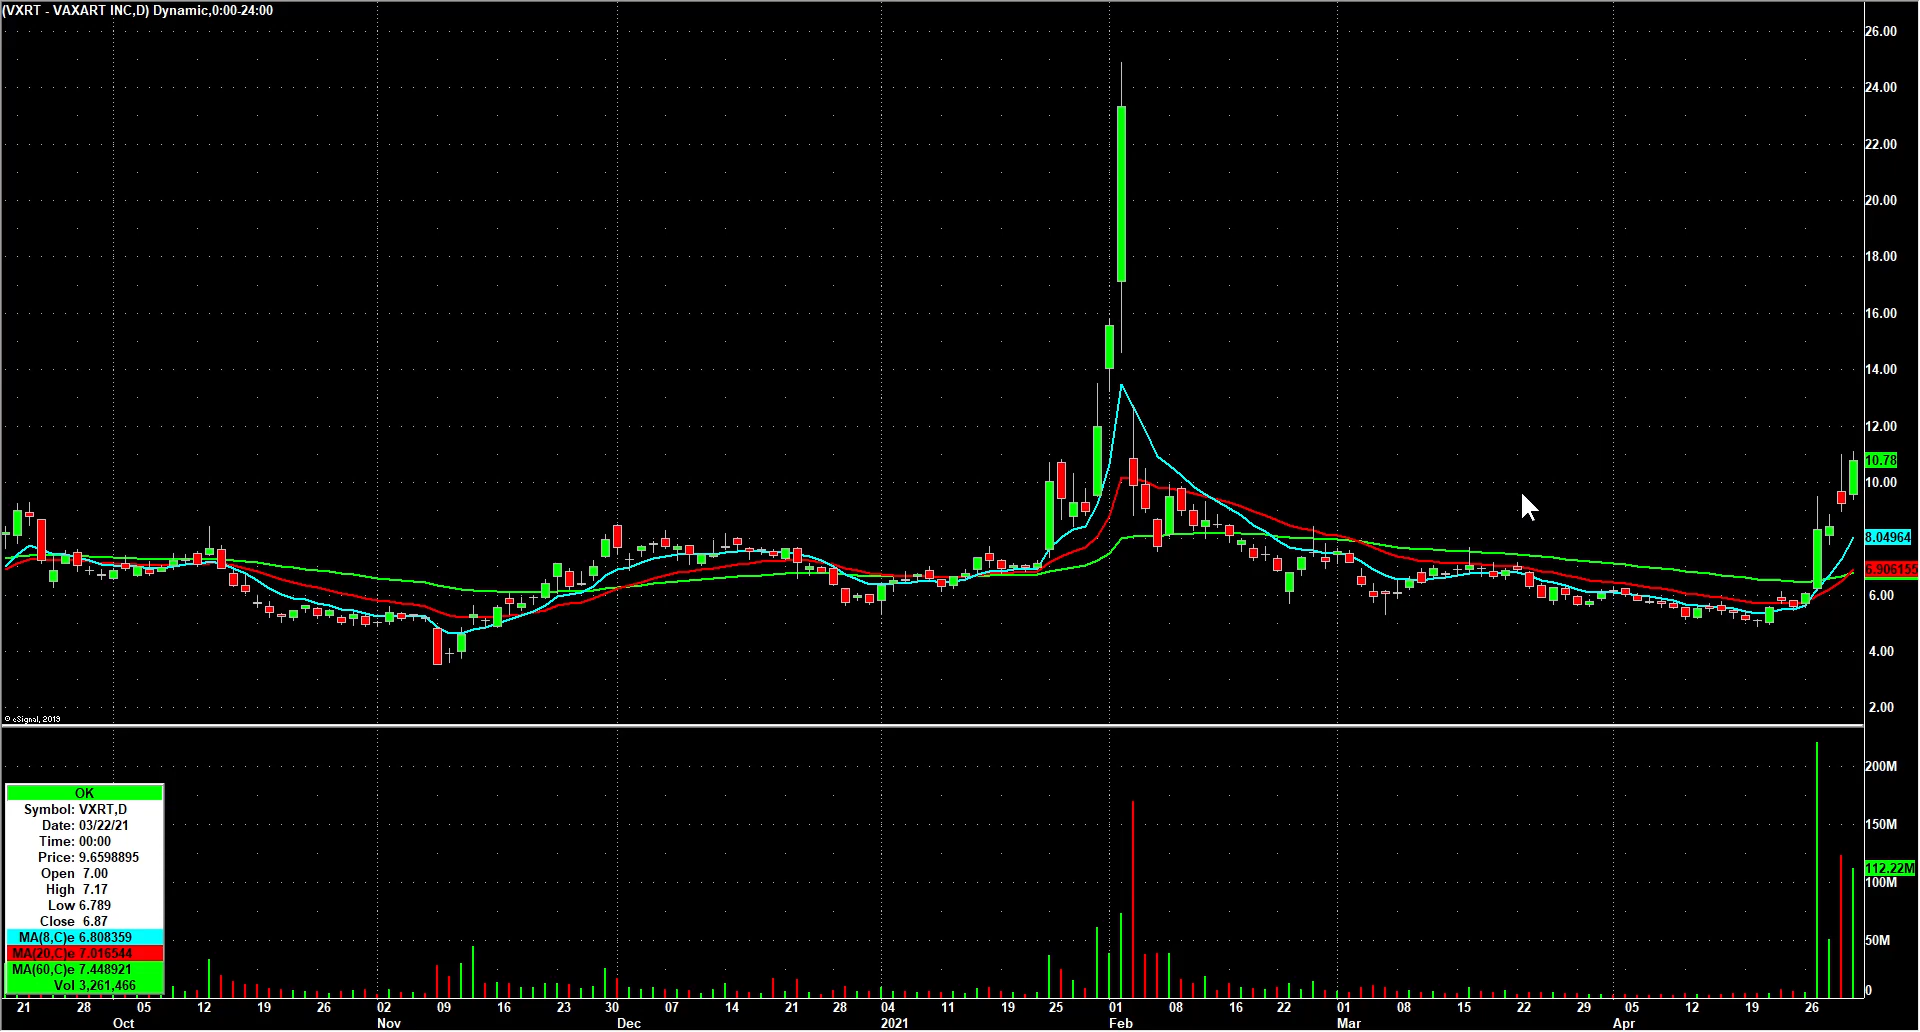 (VXRT - VAXART INC,D) Dynamic,0:00-24:00
26.00
24.00
22.00
20.00
18.00
16.00
14.00
12.00
10.78
10.00
8.04964
6.906155
6.00
4.00
2.00
© eSignal, 2019
200M
150M
112.22M
100M
50M
0
OK
Symbol: VXRT,D
Date: 03/22/21
Time: 00:00
Price: 9.6598895
Open 7.00
High 7.17
Low 6.789
Close 6.87
MA(8,C)e 6.808359
MA(20,C)e 7.016544
MA(60,C)e 7.448921
Vol 3,261,466
21 28 05 12 19 26 02 09 16 23 30 07 14 21 28 04 11 19 25 01 08 16 22 01 08 15 22 29 05 12 19 26
Oct Nov Dec 2021 Feb Mar Apr